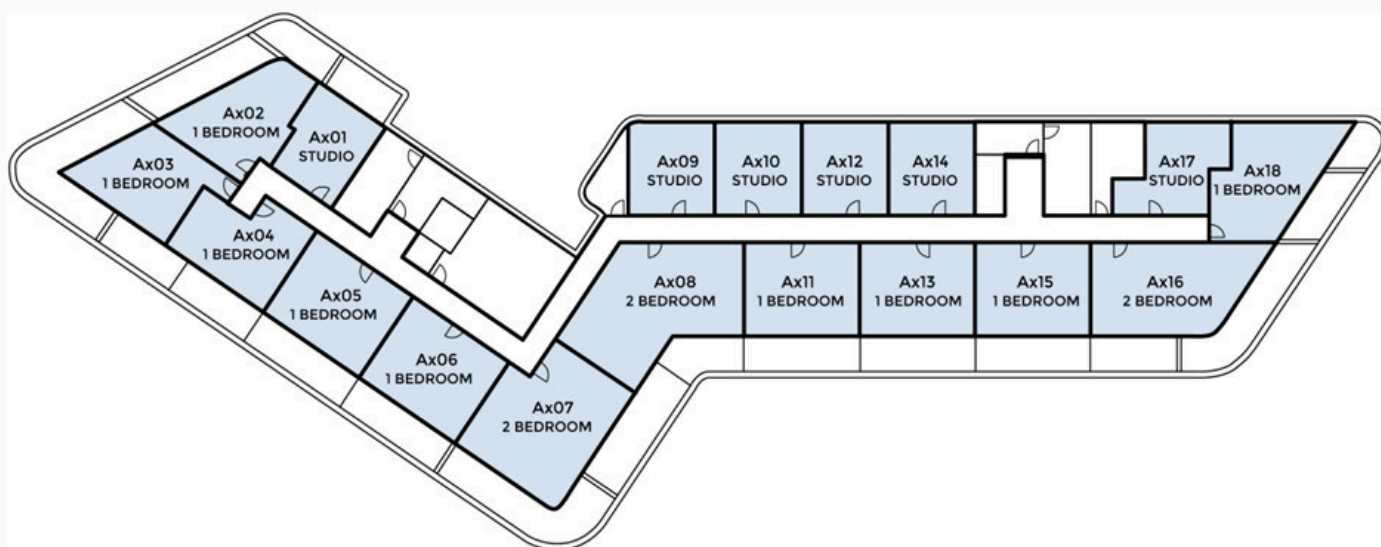 Ax02
1 BEDROOM
Ax01
STUDIO
Ax03
1 BEDROOM
Ax04
1 BEDROOM
Ax05
1 BEDROOM
Ax06
1 BEDROOM
Ax07
2 BEDROOM
Ax08
2 BEDROOM
Ax09
STUDIO
Ax10
STUDIO
Ax12
STUDIO
Ax14
STUDIO
Ax17
STUDIO
Ax18
1 BEDROOM
Ax11
1 BEDROOM
Ax13
1 BEDROOM
Ax15
1 BEDROOM
Ax16
2 BEDROOM